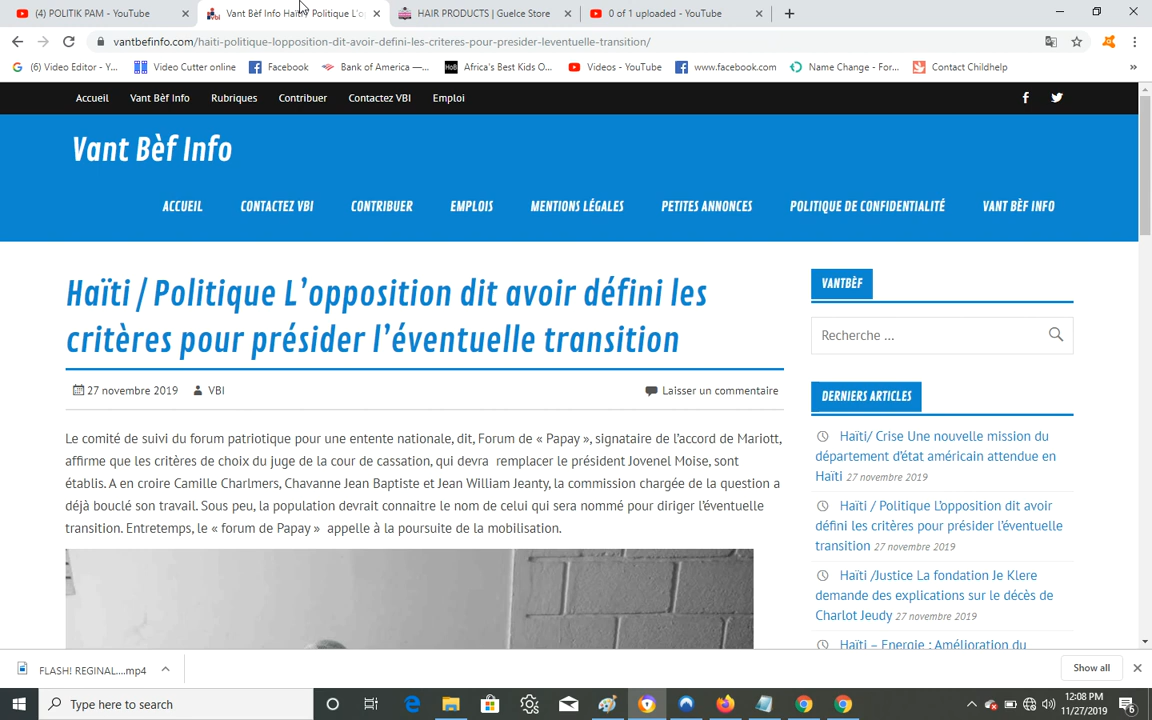 (4) POLITIK PAM - YouTube
Vant Bèf Info Haïti / Politique L'o
HAIR PRODUCTS | Guelce Store
0 of 1 uploaded - YouTube
vantbefinfo.com/haiti-politique-lopposition-dit-avoir-defini-les-criteres-pour-presider-leventuelle-transition/
(6) Video Editor - Y...
Video Cutter online
Facebook
Bank of America —...
Africa's Best Kids O...
Videos - YouTube
www.facebook.com
Name Change - For...
Contact Childhelp
»
Accueil Vant Bèf Info Rubriques Contribuer Contactez VBI Emploi
Vant Bèf Info
ACCUEIL CONTACTEZ VBI CONTRIBUER EMPLOIS MENTIONS LÉGALES PETITES ANNONCES POLITIQUE DE CONFIDENTIALITÉ VANT BÈF INFO
Haïti / Politique L'opposition dit avoir défini les
critères pour présider l'éventuelle transition
27 novembre 2019 VBI Laisser un commentaire
Le comité de suivi du forum patriotique pour une entente nationale, dit, Forum de « Papay », signataire de l'accord de Mariott,
affirme que les critères de choix du juge de la cour de cassation, qui devra remplacer le président Jovenel Moise, sont
établis. A en croire Camille Charlmers, Chavanne Jean Baptiste et Jean William Jeanty, la commission chargée de la question a
déjà bouclé son travail. Sous peu, la population devrait connaitre le nom de celui qui sera nommé pour diriger l'éventuelle
transition. Entretemps, le « forum de Papay » appelle à la poursuite de la mobilisation.
VANTBÈF
Recherche …
DERNIERS ARTICLES
Haïti/ Crise Une nouvelle mission du
département d'état américain attendue en
Haïti 27 novembre 2019
Haïti / Politique L'opposition dit avoir
défini les critères pour présider l'éventuelle
transition 27 novembre 2019
Haïti /Justice La fondation Je Klere
demande des explications sur le décès de
Charlot Jeudy 27 novembre 2019
Haïti – Energie : Amélioration du
FLASH! REGINAL....mp4
Show all
Type here to search
12:08 PM
11/27/2019
6